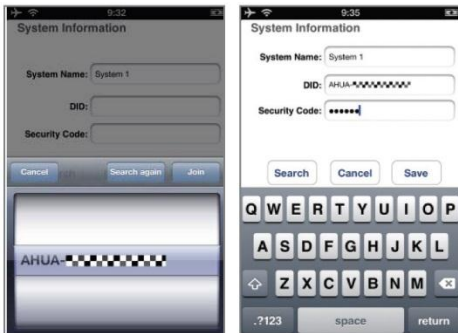 9:32
System Information
System Name: System 1
DID:
Security Code:
Cancel Search again Join
AHUA-
9:35
System Information
System Name: System 1
DID: AHUA-
Security Code: ••••••
Search Cancel Save
Q W E R T Y U I O P
A S D F G H J K L
Z X C V B N M
.?123 space return